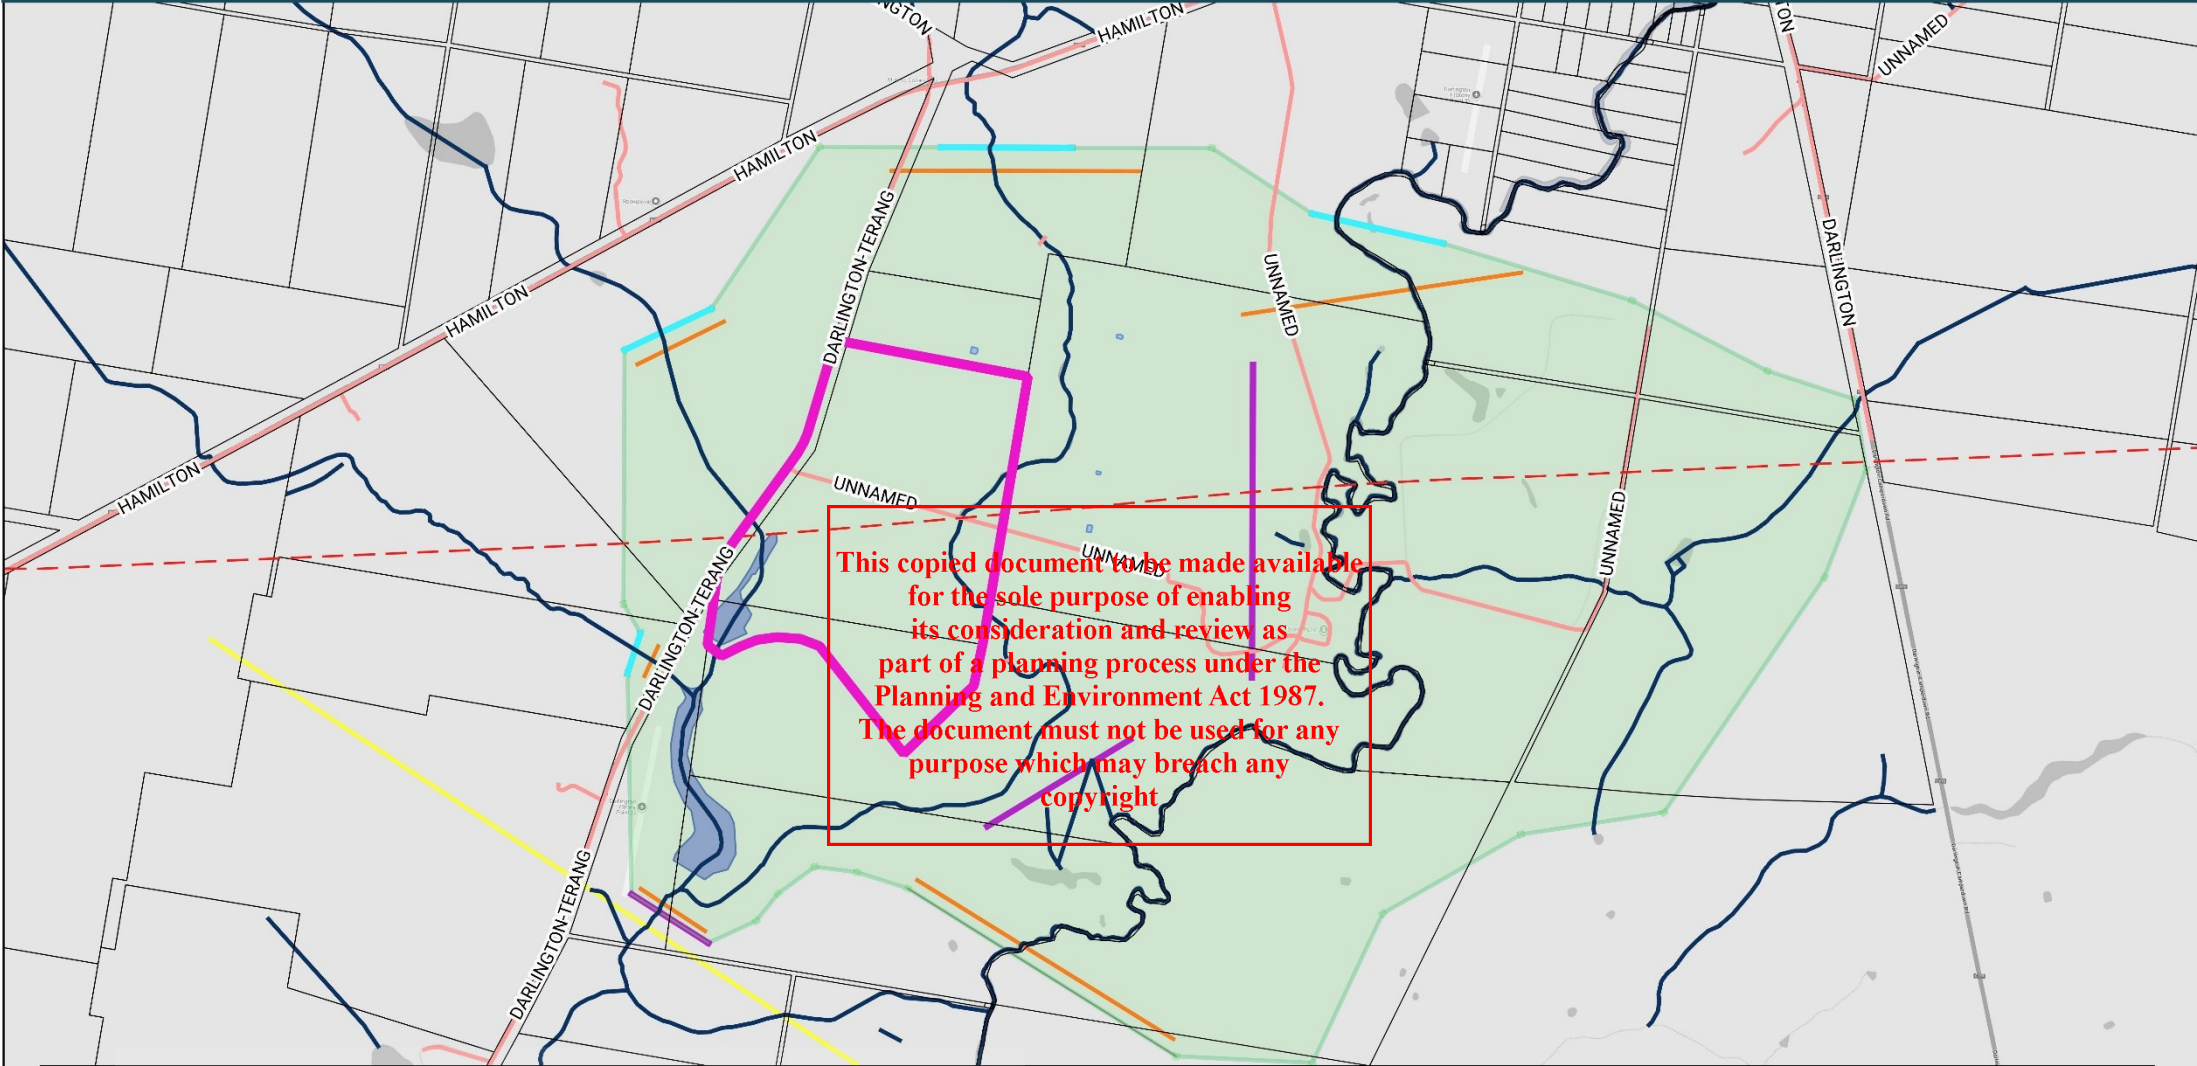 NGTON
HAMILTON
TON
UNNAMED
HAMILTON
DARLINGTON-TERANG
DARLINGTON
UNNAMED
HAMILTON
HAMILTON
UNNAMED
UNNAMED
UNNAMED
DARLINGTON-TERANG
This copied document to be made available
for the sole purpose of enabling
its consideration and review as
part of a planning process under the
Planning and Environment Act 1987.
The document must not be used for any
purpose which may breach any
copyright
DARLINGTON-TERANG